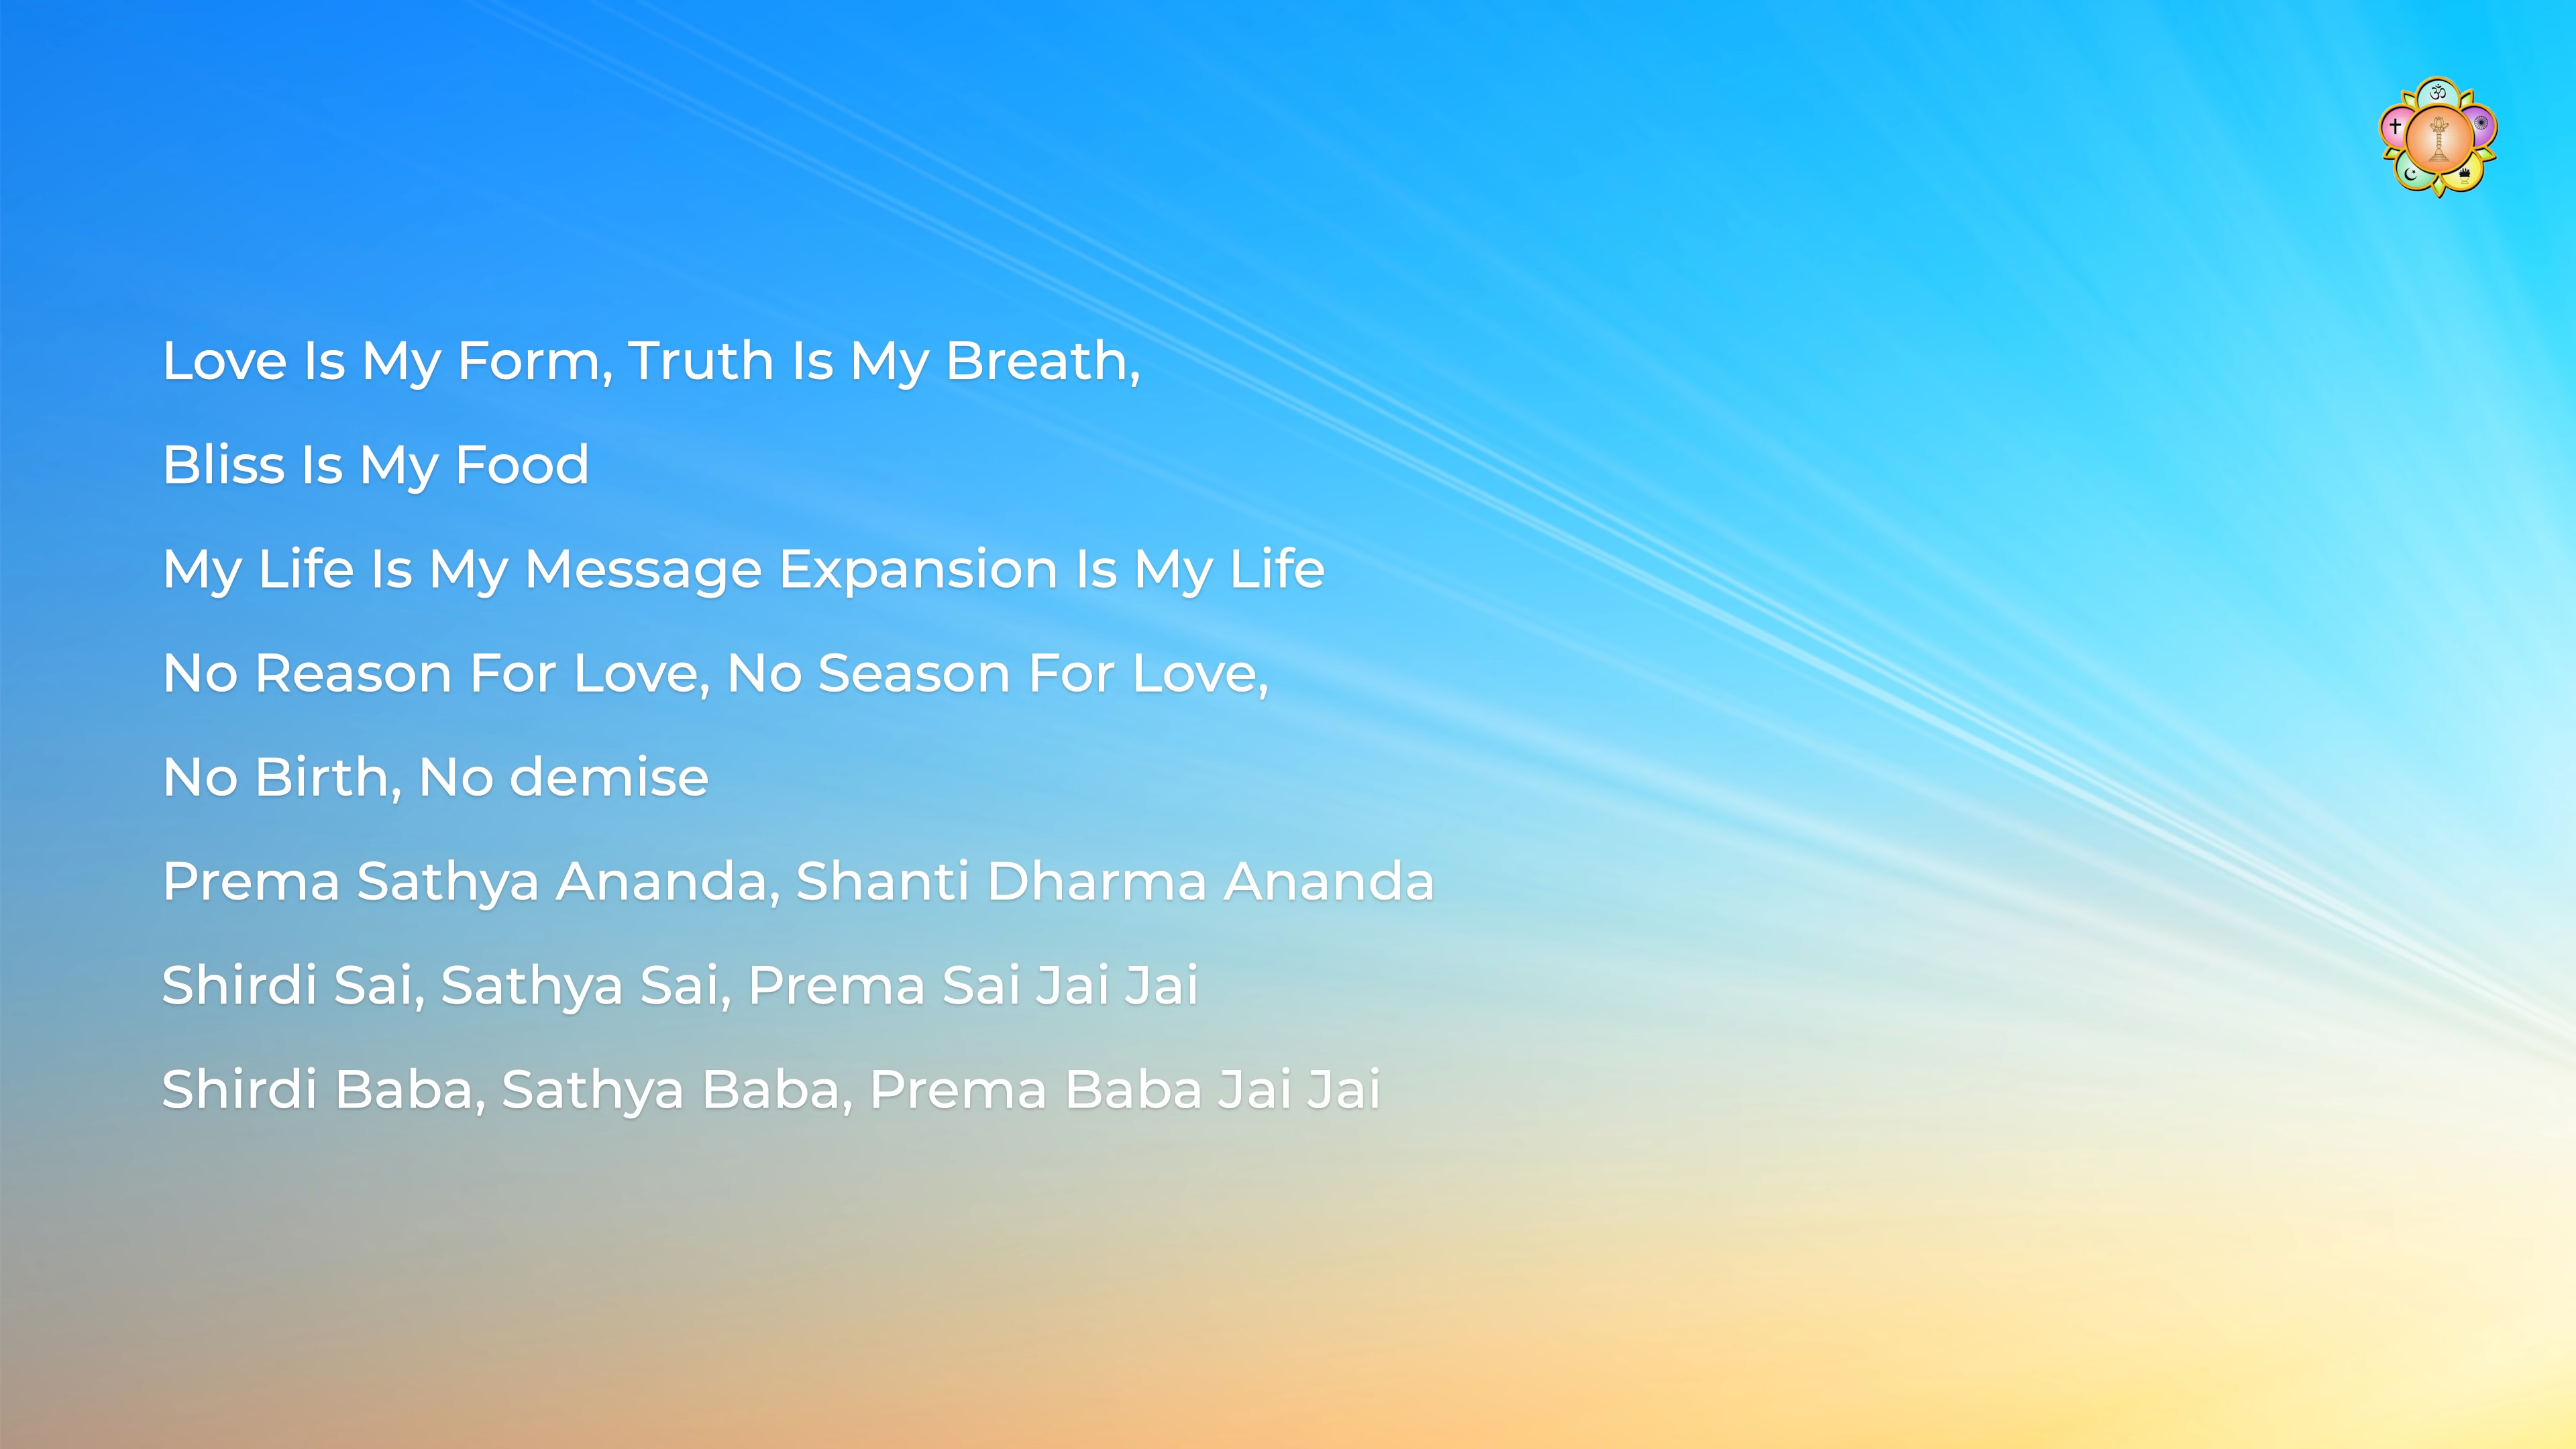 ॐ
Love Is My Form, Truth Is My Breath,
Bliss Is My Food
My Life Is My Message Expansion Is My Life
No Reason For Love, No Season For Love,
No Birth, No demise
Prema Sathya Ananda, Shanti Dharma Ananda
Shirdi Sai, Sathya Sai, Prema Sai Jai Jai
Shirdi Baba, Sathya Baba, Prema Baba Jai Jai